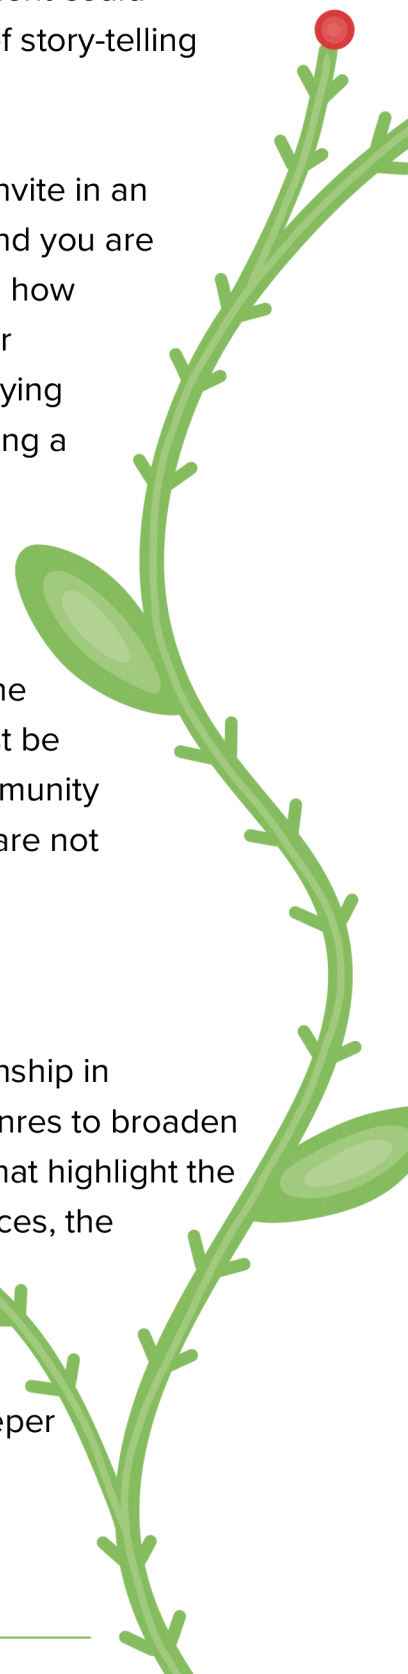 f story-telling
nvite in an
nd you are
how
r
ying
ng a
ne
t be
munity
are not
nship in
nres to broaden
hat highlight the
ces, the
eper